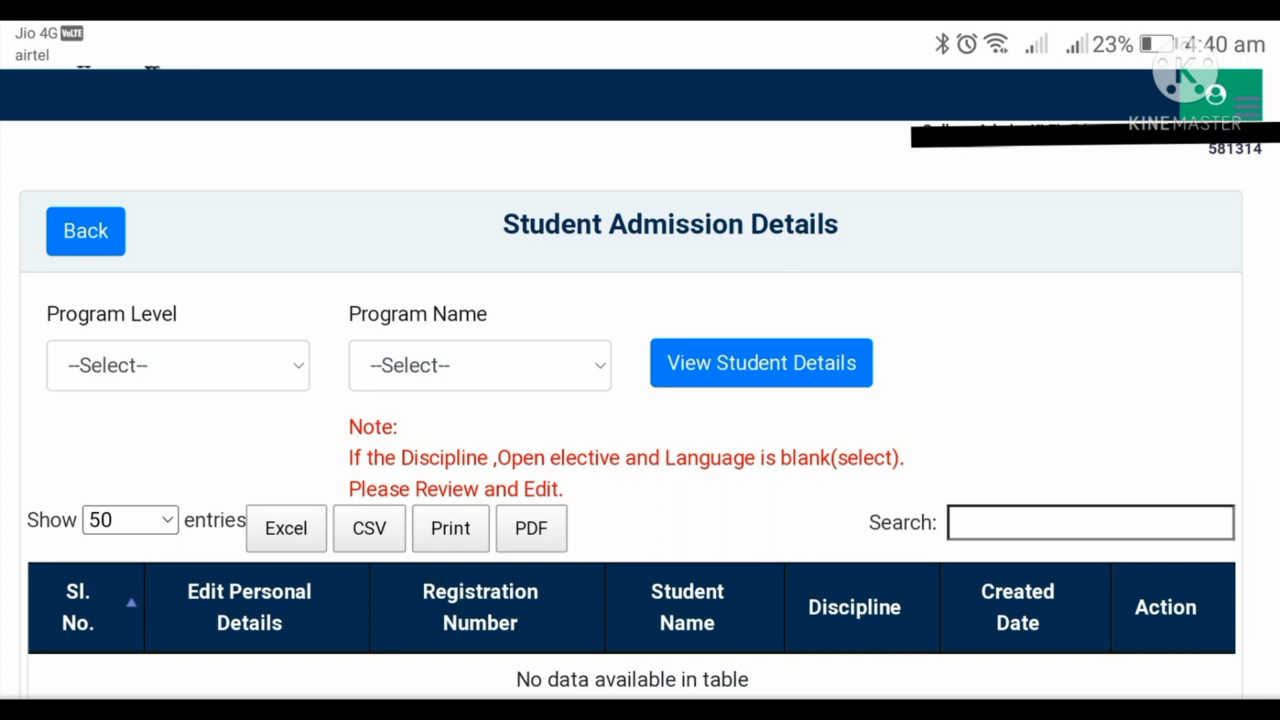 Jio 4G VoLTE
airtel
23% 4:40 am
KINEMASTER
581314
Back
Student Admission Details
Program Level
Program Name
--Select--
--Select--
View Student Details
Note:
If the Discipline ,Open elective and Language is blank(select).
Please Review and Edit.
Show 50 entries
Excel
CSV
Print
PDF
Search:
Sl.
No.
Edit Personal
Details
Registration
Number
Student
Name
Discipline
Created
Date
Action
No data available in table